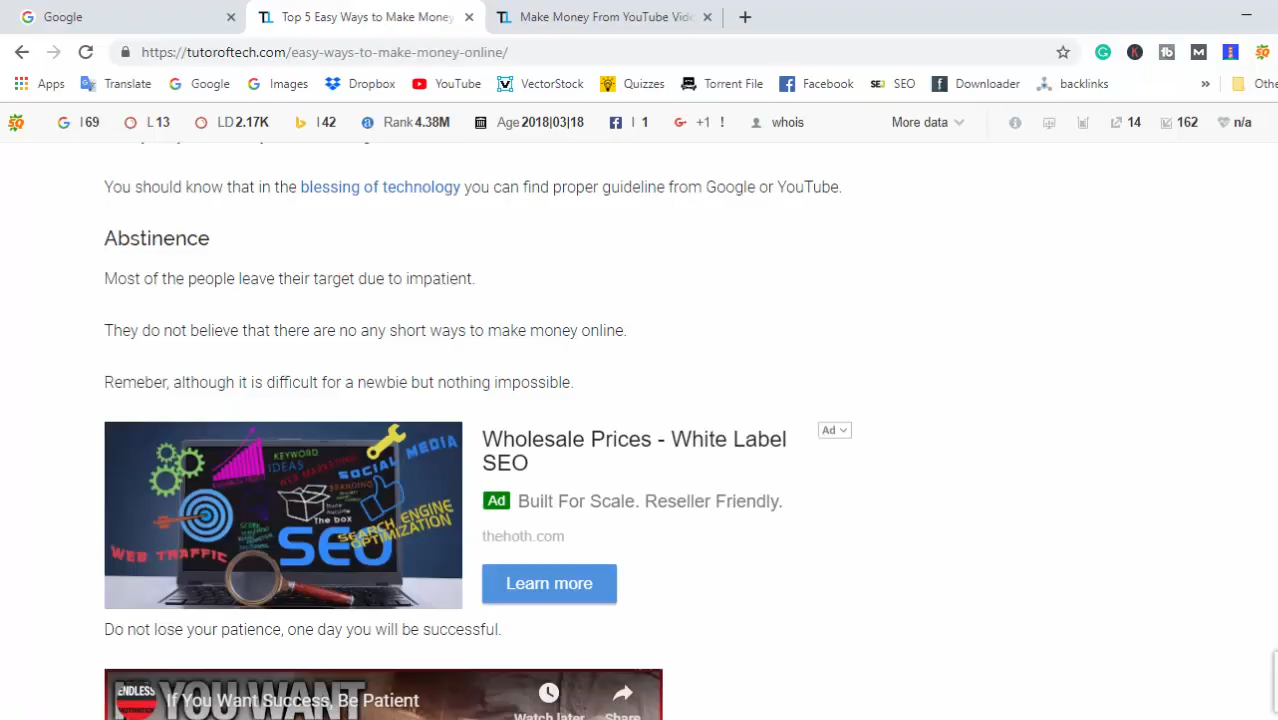 Google
Top 5 Easy Ways to Make Money
Make Money From YouTube Vide
https://tutoroftech.com/easy-ways-to-make-money-online/
Apps Translate Google Images Dropbox YouTube VectorStock Quizzes Torrent File Facebook SEO Downloader backlinks » Othe
I 69 L 13 LD 2.17K I 42 Rank 4.38M Age 2018|03|18 I 1 +1 ! whois More data 14 162 n/a
You should know that in the blessing of technology you can find proper guideline from Google or YouTube.
Abstinence
Most of the people leave their target due to impatient.
They do not believe that there are no any short ways to make money online.
Remeber, although it is difficult for a newbie but nothing impossible.
KEYWORD
IDEAS
WEB MARKETING
SOCIAL MEDIA
BRANDING
The box
SEO
SEARCH ENGINE
OPTIMIZATION
WEB TRAFFIC
Wholesale Prices - White Label
SEO
Ad
Ad Built For Scale. Reseller Friendly.
thehoth.com
Learn more
Do not lose your patience, one day you will be successful.
ENDLESS
If You Want Success, Be Patient
YOU WANT
Watch later
Share